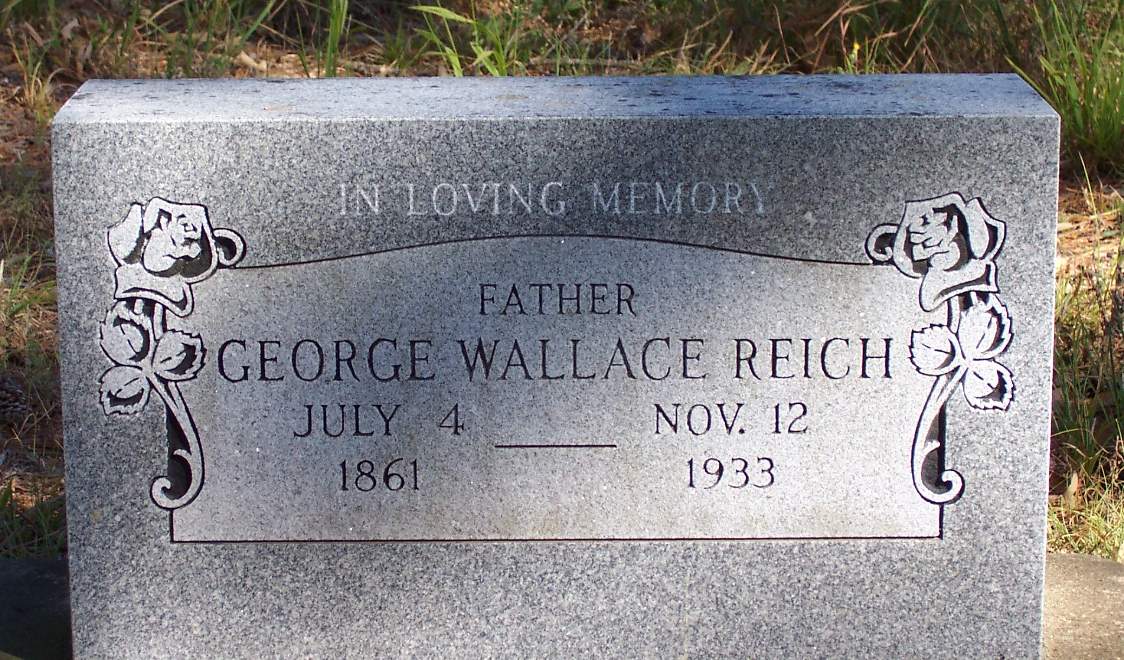 IN LOVING MEMORY
FATHER
GEORGE WALLACE REICH
JULY 4 NOV. 12
1861 1933